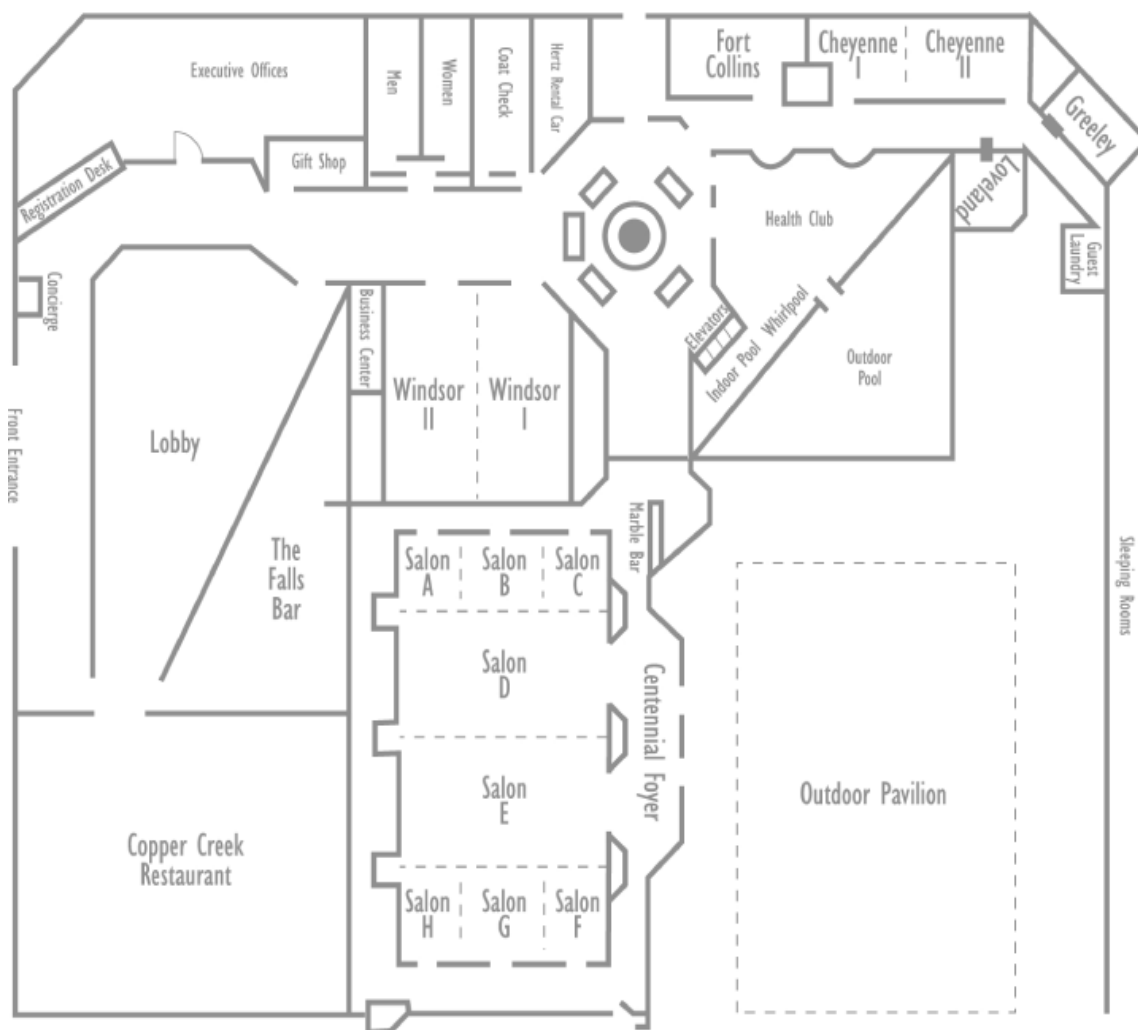 Executive Offices
Men
Women
Coat Check
Hertz Rental Car
Fort
Collins
Cheyenne
I
Cheyenne
II
Greeley
Registration Desk
Gift Shop
Loveland
Health Club
Guest
Laundry
Concierge
Business Center
Elevators
Indoor Pool
Whirlpool
Outdoor
Pool
Windsor
II
Windsor
I
Front Entrance
Lobby
The
Falls
Bar
Marble Bar
Sleeping Rooms
Salon
A
Salon
B
Salon
C
Salon
D
Centennial Foyer
Salon
E
Outdoor Pavilion
Copper Creek
Restaurant
Salon
H
Salon
G
Salon
F